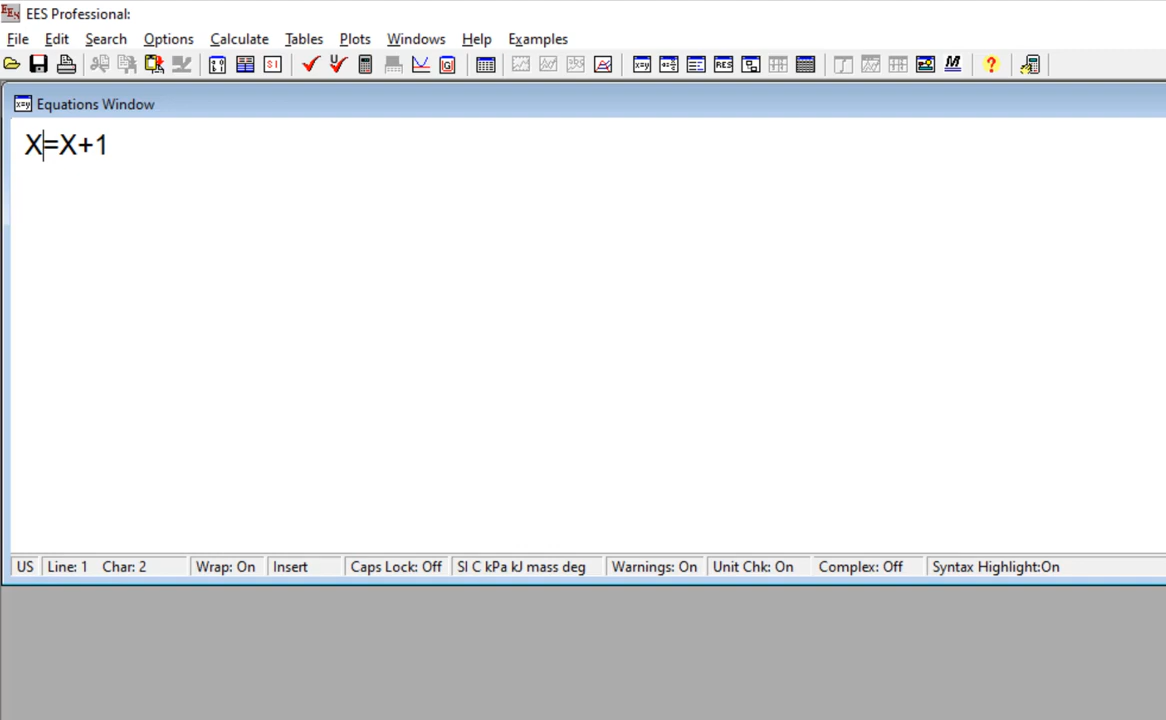 EES Professional:
File Edit Search Options Calculate Tables Plots Windows Help Examples
Equations Window
X=X+1
US Line: 1 Char: 2 Wrap: On Insert Caps Lock: Off SI C kPa kJ mass deg Warnings: On Unit Chk: On Complex: Off Syntax Highlight:On